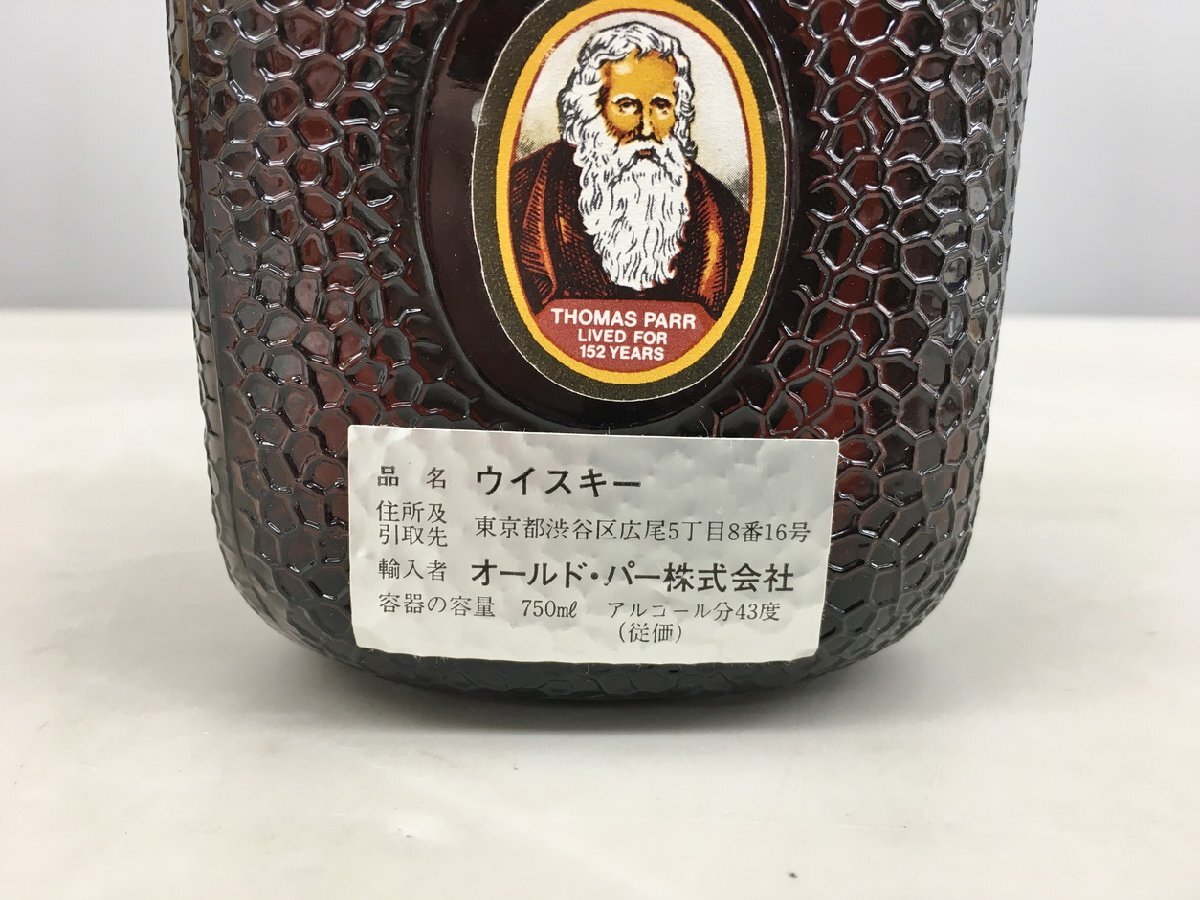 THOMAS PARR
LIVED FOR
152 YEARS
品名 ウイスキー
住所及
引取先 東京都渋谷区広尾5丁目8番16号
輸入者 オールド・パー株式会社
容器の容量 750mℓ アルコール分43度
(従価)